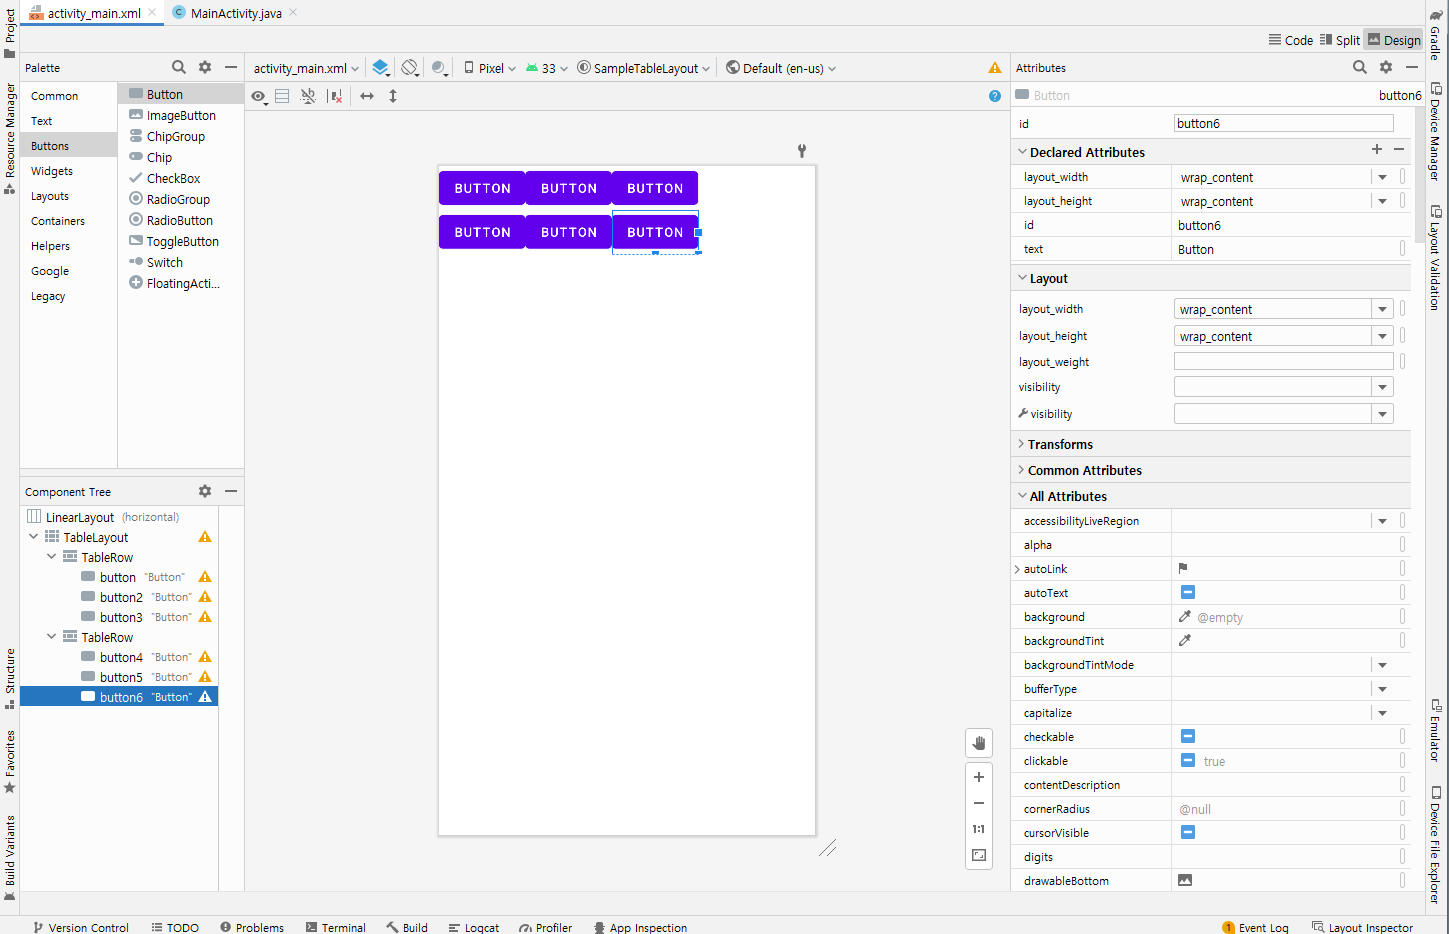 activity_main.xml
MainActivity.java
Code
Split
Design
Project
Resource Manager
Structure
Favorites
Build Variants
Palette
Common
Text
Buttons
Widgets
Layouts
Containers
Helpers
Google
Legacy
Button
ImageButton
ChipGroup
Chip
CheckBox
RadioGroup
RadioButton
ToggleButton
Switch
FloatingActi...
Component Tree
LinearLayout (horizontal)
TableLayout
TableRow
button "Button"
button2 "Button"
button3 "Button"
TableRow
button4 "Button"
button5 "Button"
button6 "Button"
activity_main.xml
Pixel
33
SampleTableLayout
Default (en-us)
BUTTON BUTTON BUTTON
BUTTON BUTTON BUTTON
1:1
Attributes
Button button6
id button6
Declared Attributes
layout_width wrap_content
layout_height wrap_content
id button6
text Button
Layout
layout_width wrap_content
layout_height wrap_content
layout_weight
visibility
visibility
Transforms
Common Attributes
All Attributes
accessibilityLiveRegion
alpha
autoLink
autoText
background @empty
backgroundTint
backgroundTintMode
bufferType
capitalize
checkable
clickable true
contentDescription
cornerRadius @null
cursorVisible
digits
drawableBottom
Gradle
Device Manager
Layout Validation
Emulator
Device File Explorer
Version Control
TODO
Problems
Terminal
Build
Logcat
Profiler
App Inspection
1 Event Log
Layout Inspector